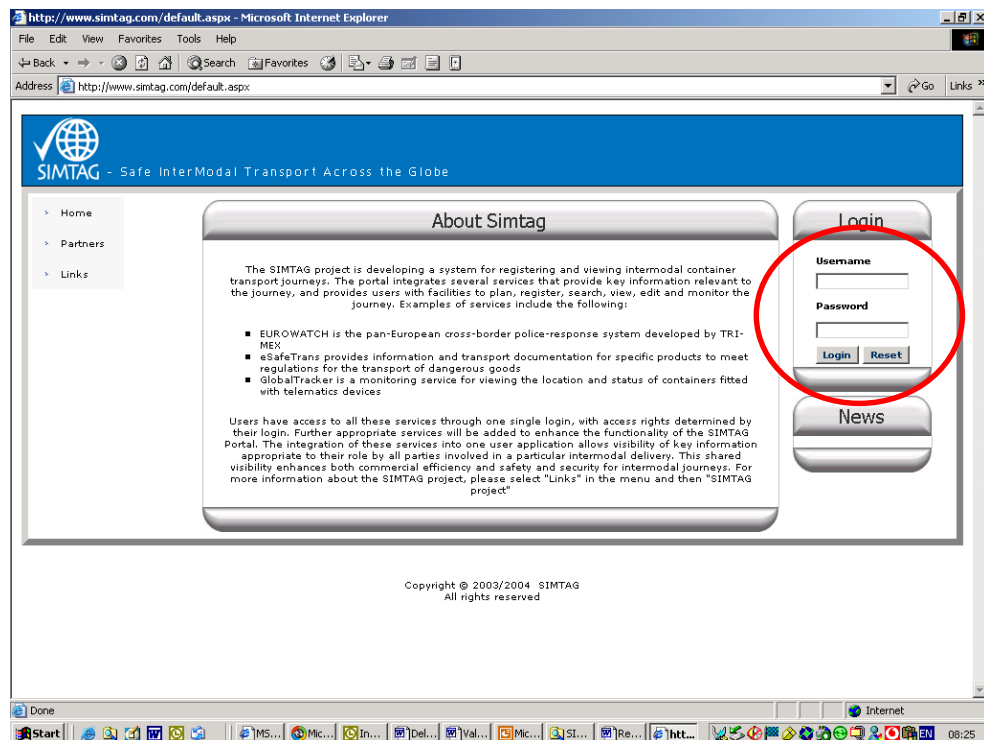 http://www.simtag.com/default.aspx - Microsoft Internet Explorer
File Edit View Favorites Tools Help
Back Search Favorites
Address http://www.simtag.com/default.aspx Go Links »
SIMTAG - Safe InterModal Transport Across the Globe
Home
Partners
Links
About Simtag
The SIMTAG project is developing a system for registering and viewing intermodal container
transport journeys. The portal integrates several services that provide key information relevant to
the journey, and provides users with facilities to plan, register, search, view, edit and monitor the
journey. Examples of services include the following:
EUROWATCH is the pan-European cross-border police-response system developed by TRI-
MEX
eSafeTrans provides information and transport documentation for specific products to meet
regulations for the transport of dangerous goods
GlobalTracker is a monitoring service for viewing the location and status of containers fitted
with telematics devices
Users have access to all these services through one single login, with access rights determined by
their login. Further appropriate services will be added to enhance the functionality of the SIMTAG
Portal. The integration of these services into one user application allows visibility of key information
appropriate to their role by all parties involved in a particular intermodal delivery. This shared
visibility enhances both commercial efficiency and safety and security for intermodal journeys. For
more information about the SIMTAG project, please select "Links" in the menu and then "SIMTAG
project"
Login
Username
Password
Login Reset
News
Copyright @ 2003/2004 SIMTAG
All rights reserved
Done Internet
Start MS... Mic... In... Del... Val... Mic... SI... Re... htt... EN 08:25